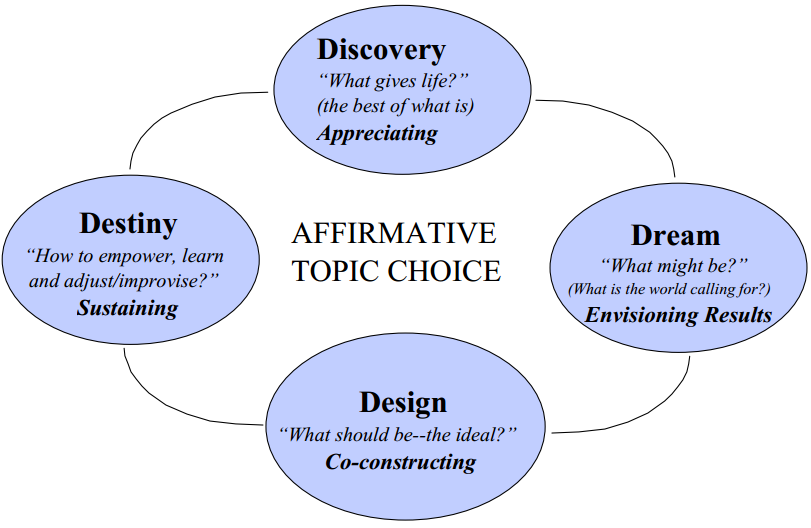 Discovery
“What gives life?”
(the best of what is)
Appreciating
Destiny
“How to empower, learn
and adjust/improvise?”
Sustaining
AFFIRMATIVE
TOPIC CHOICE
Dream
“What might be?”
(What is the world calling for?)
Envisioning Results
Design
“What should be--the ideal?”
Co-constructing